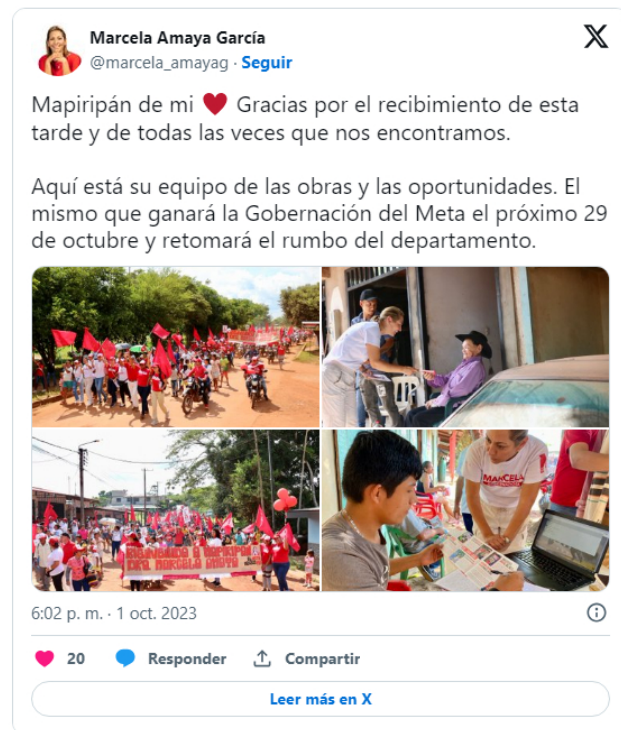 Marcela Amaya García
@marcela_amayag · Seguir
Mapiripán de mi ❤️ Gracias por el recibimiento de esta
tarde y de todas las veces que nos encontramos.
Aquí está su equipo de las obras y las oportunidades. El
mismo que ganará la Gobernación del Meta el próximo 29
de octubre y retomará el rumbo del departamento.
MARCELA
6:02 p. m. · 1 oct. 2023
20
Responder
Compartir
Leer más en X